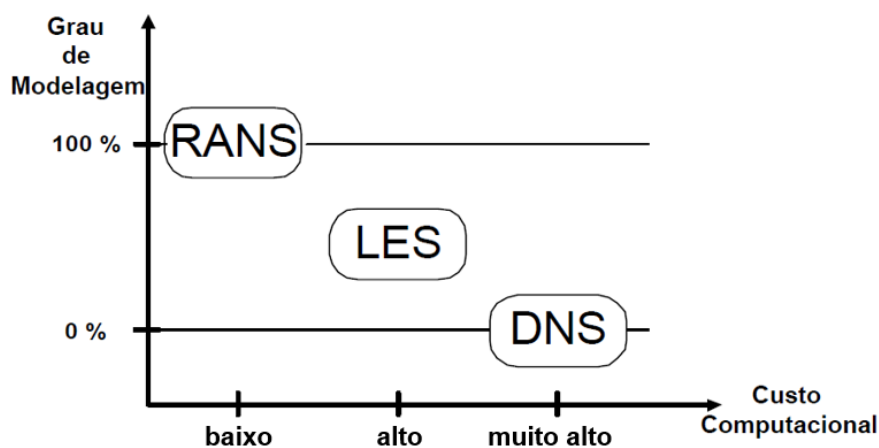 Grau
de
Modelagem
100 %
RANS
LES
0 %
DNS
baixo
alto
muito alto
Custo
Computacional